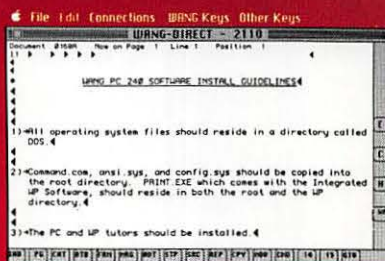 File Edit Connections WANG Keys Other Keys
WANG-DIRECT - 2110
Document 0160A Now on Page 1 Line 1 Position 1
WANG PC 240 SOFTWARE INSTALL GUIDELINES
1) All operating system files should reside in a directory called
DOS.
2) Command.com, ansi.sys, and config.sys should be copied into
the root directory. PRINT.EXE which comes with the Integrated
WP Software, should reside in both the root and the WP
directory.
3) The PC and WP tutors should be installed.